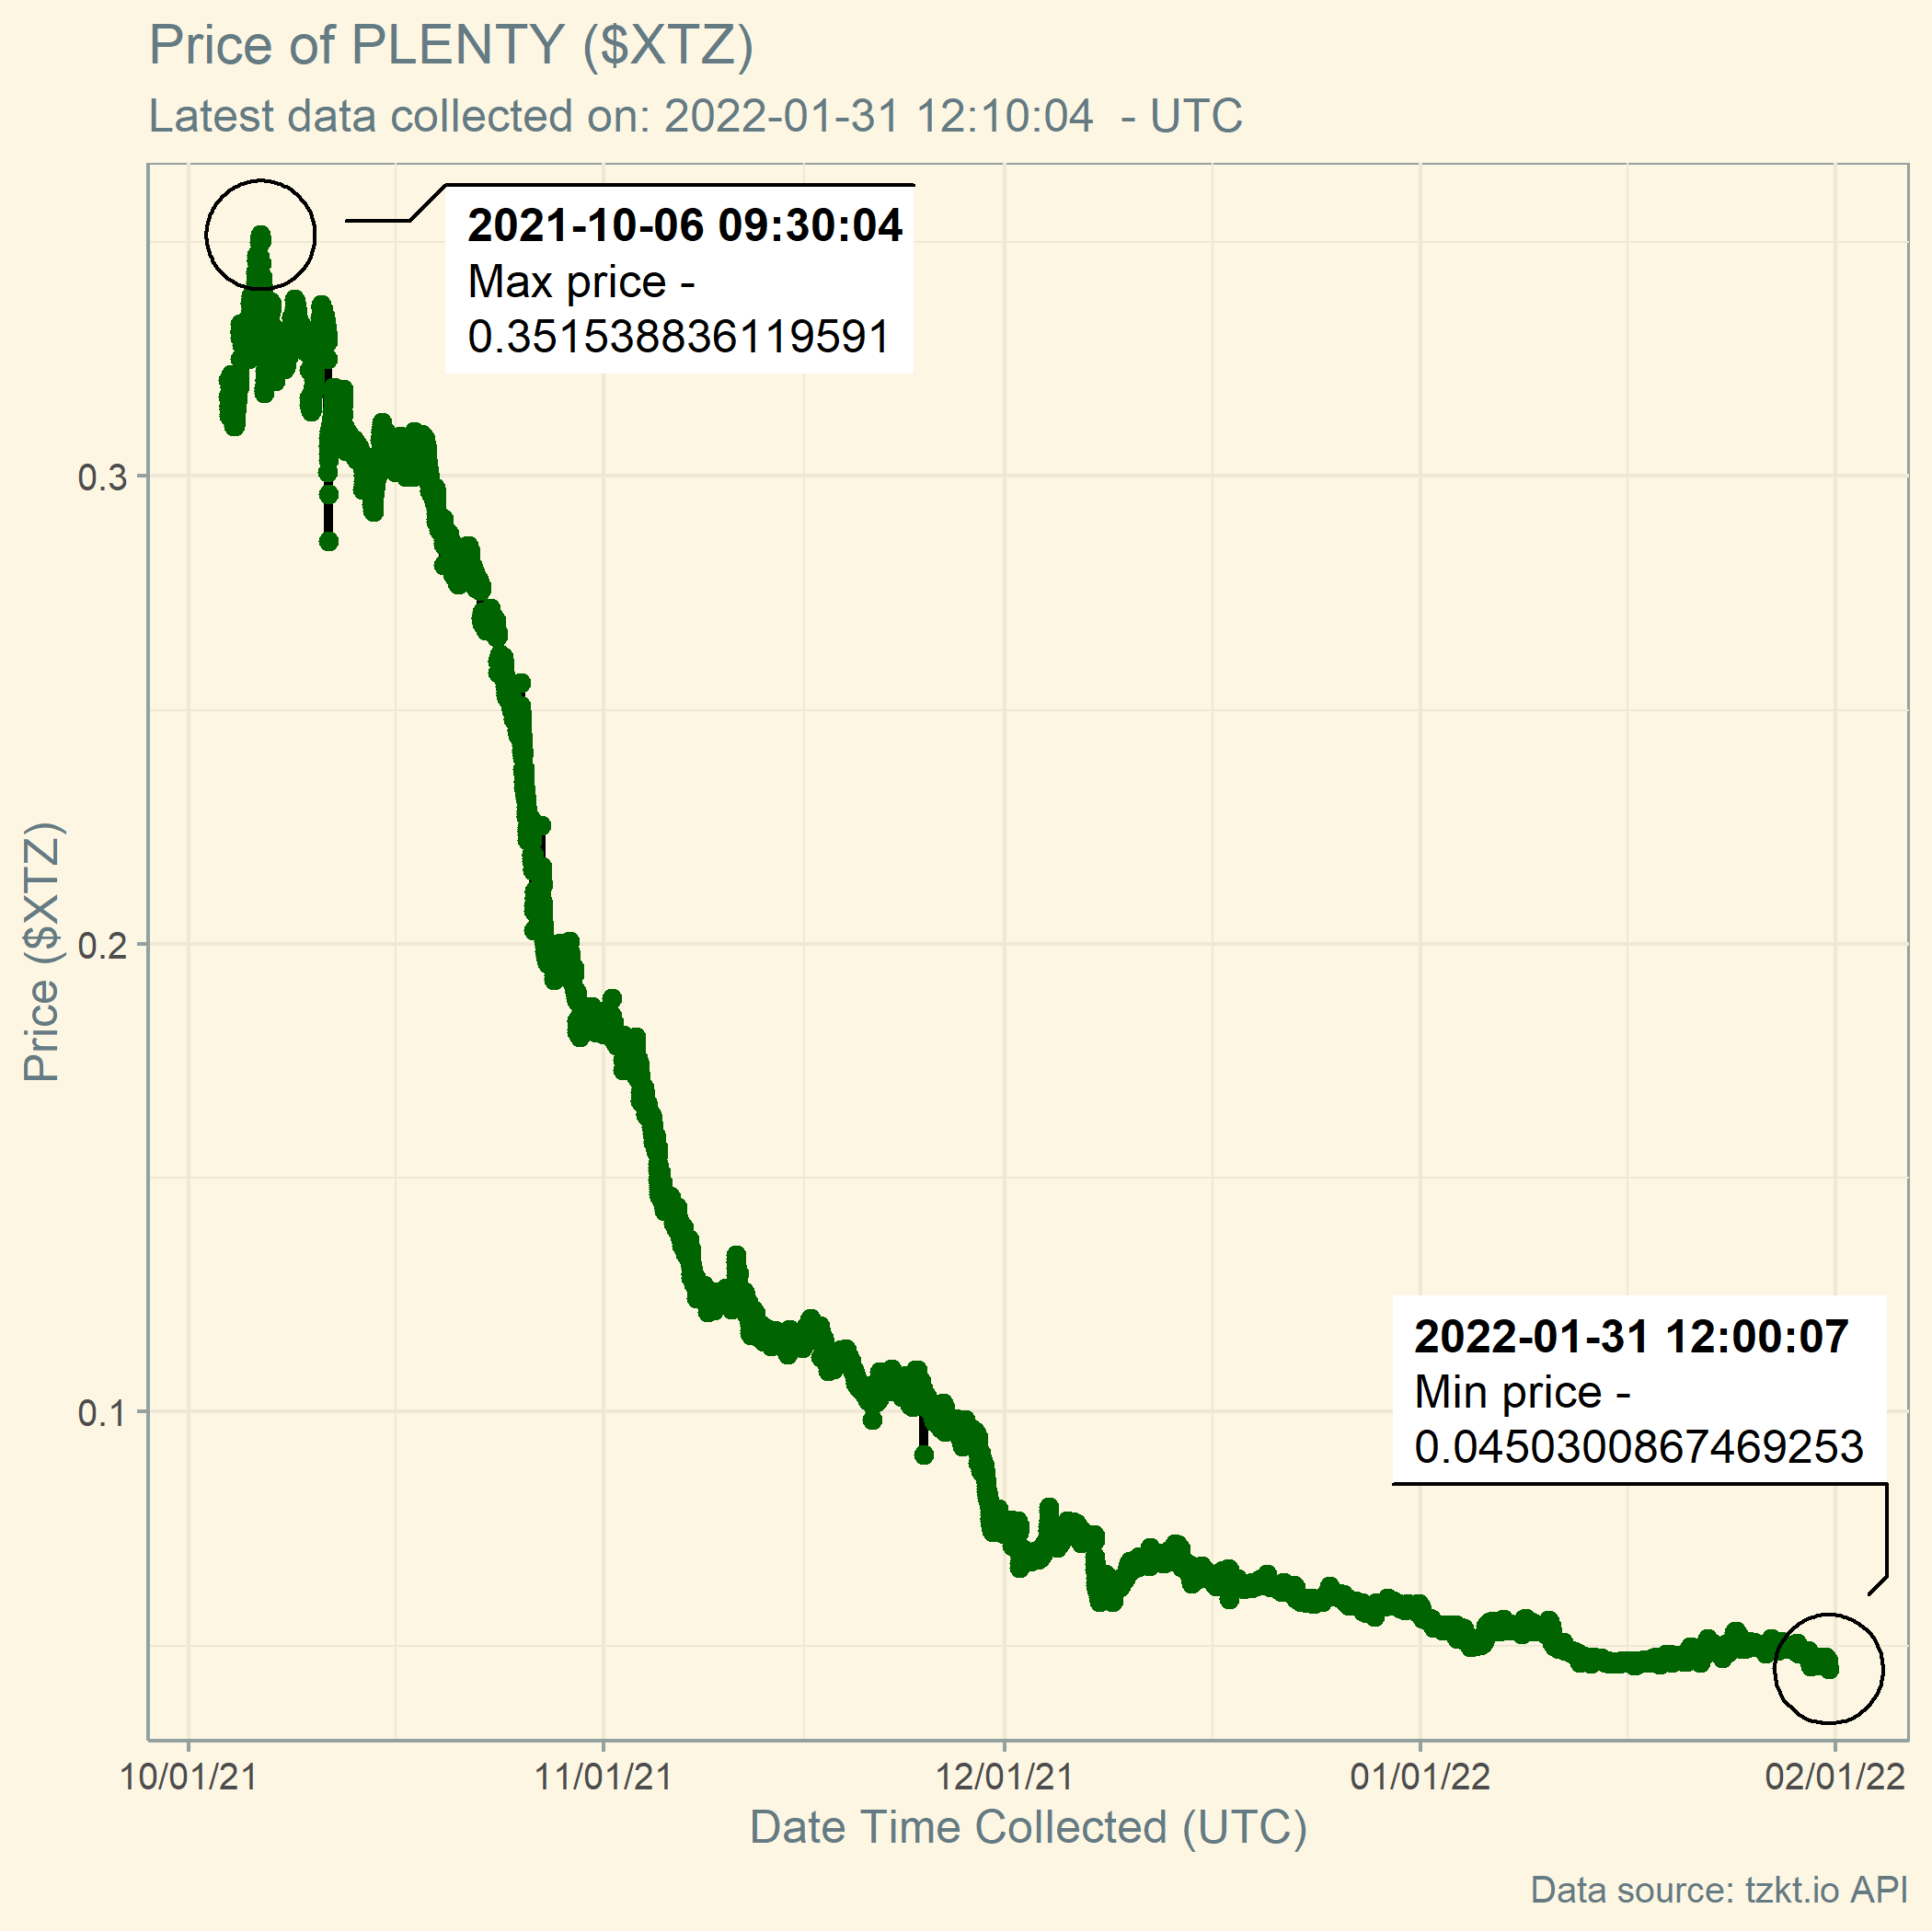 Price of PLENTY ($XTZ)
Latest data collected on: 2022-01-31 12:10:04  - UTC
2021-10-06 09:30:04
Max price -
0.351538836119591
0.3
0.2
0.1
Price ($XTZ)
2022-01-31 12:00:07
Min price -
0.0450300867469253
10/01/21
11/01/21
12/01/21
01/01/22
02/01/22
Date Time Collected (UTC)
Data source: tzkt.io API